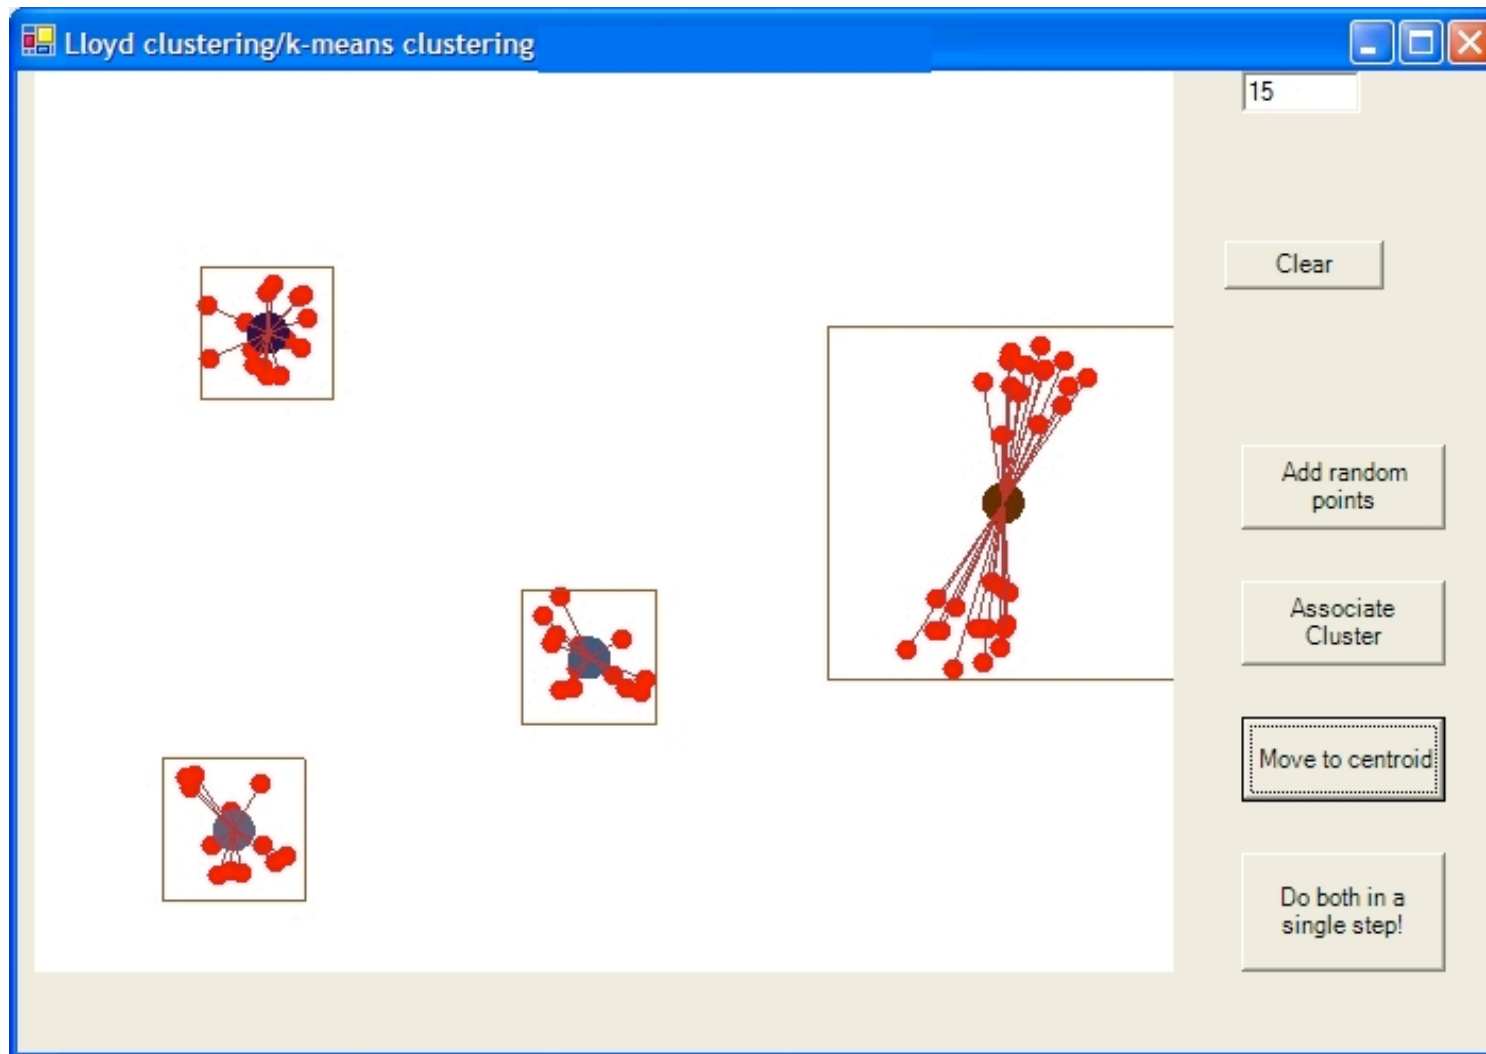 Lloyd clustering/k-means clustering
15
Clear
Add random
points
Associate
Cluster
Move to centroid
Do both in a
single step!